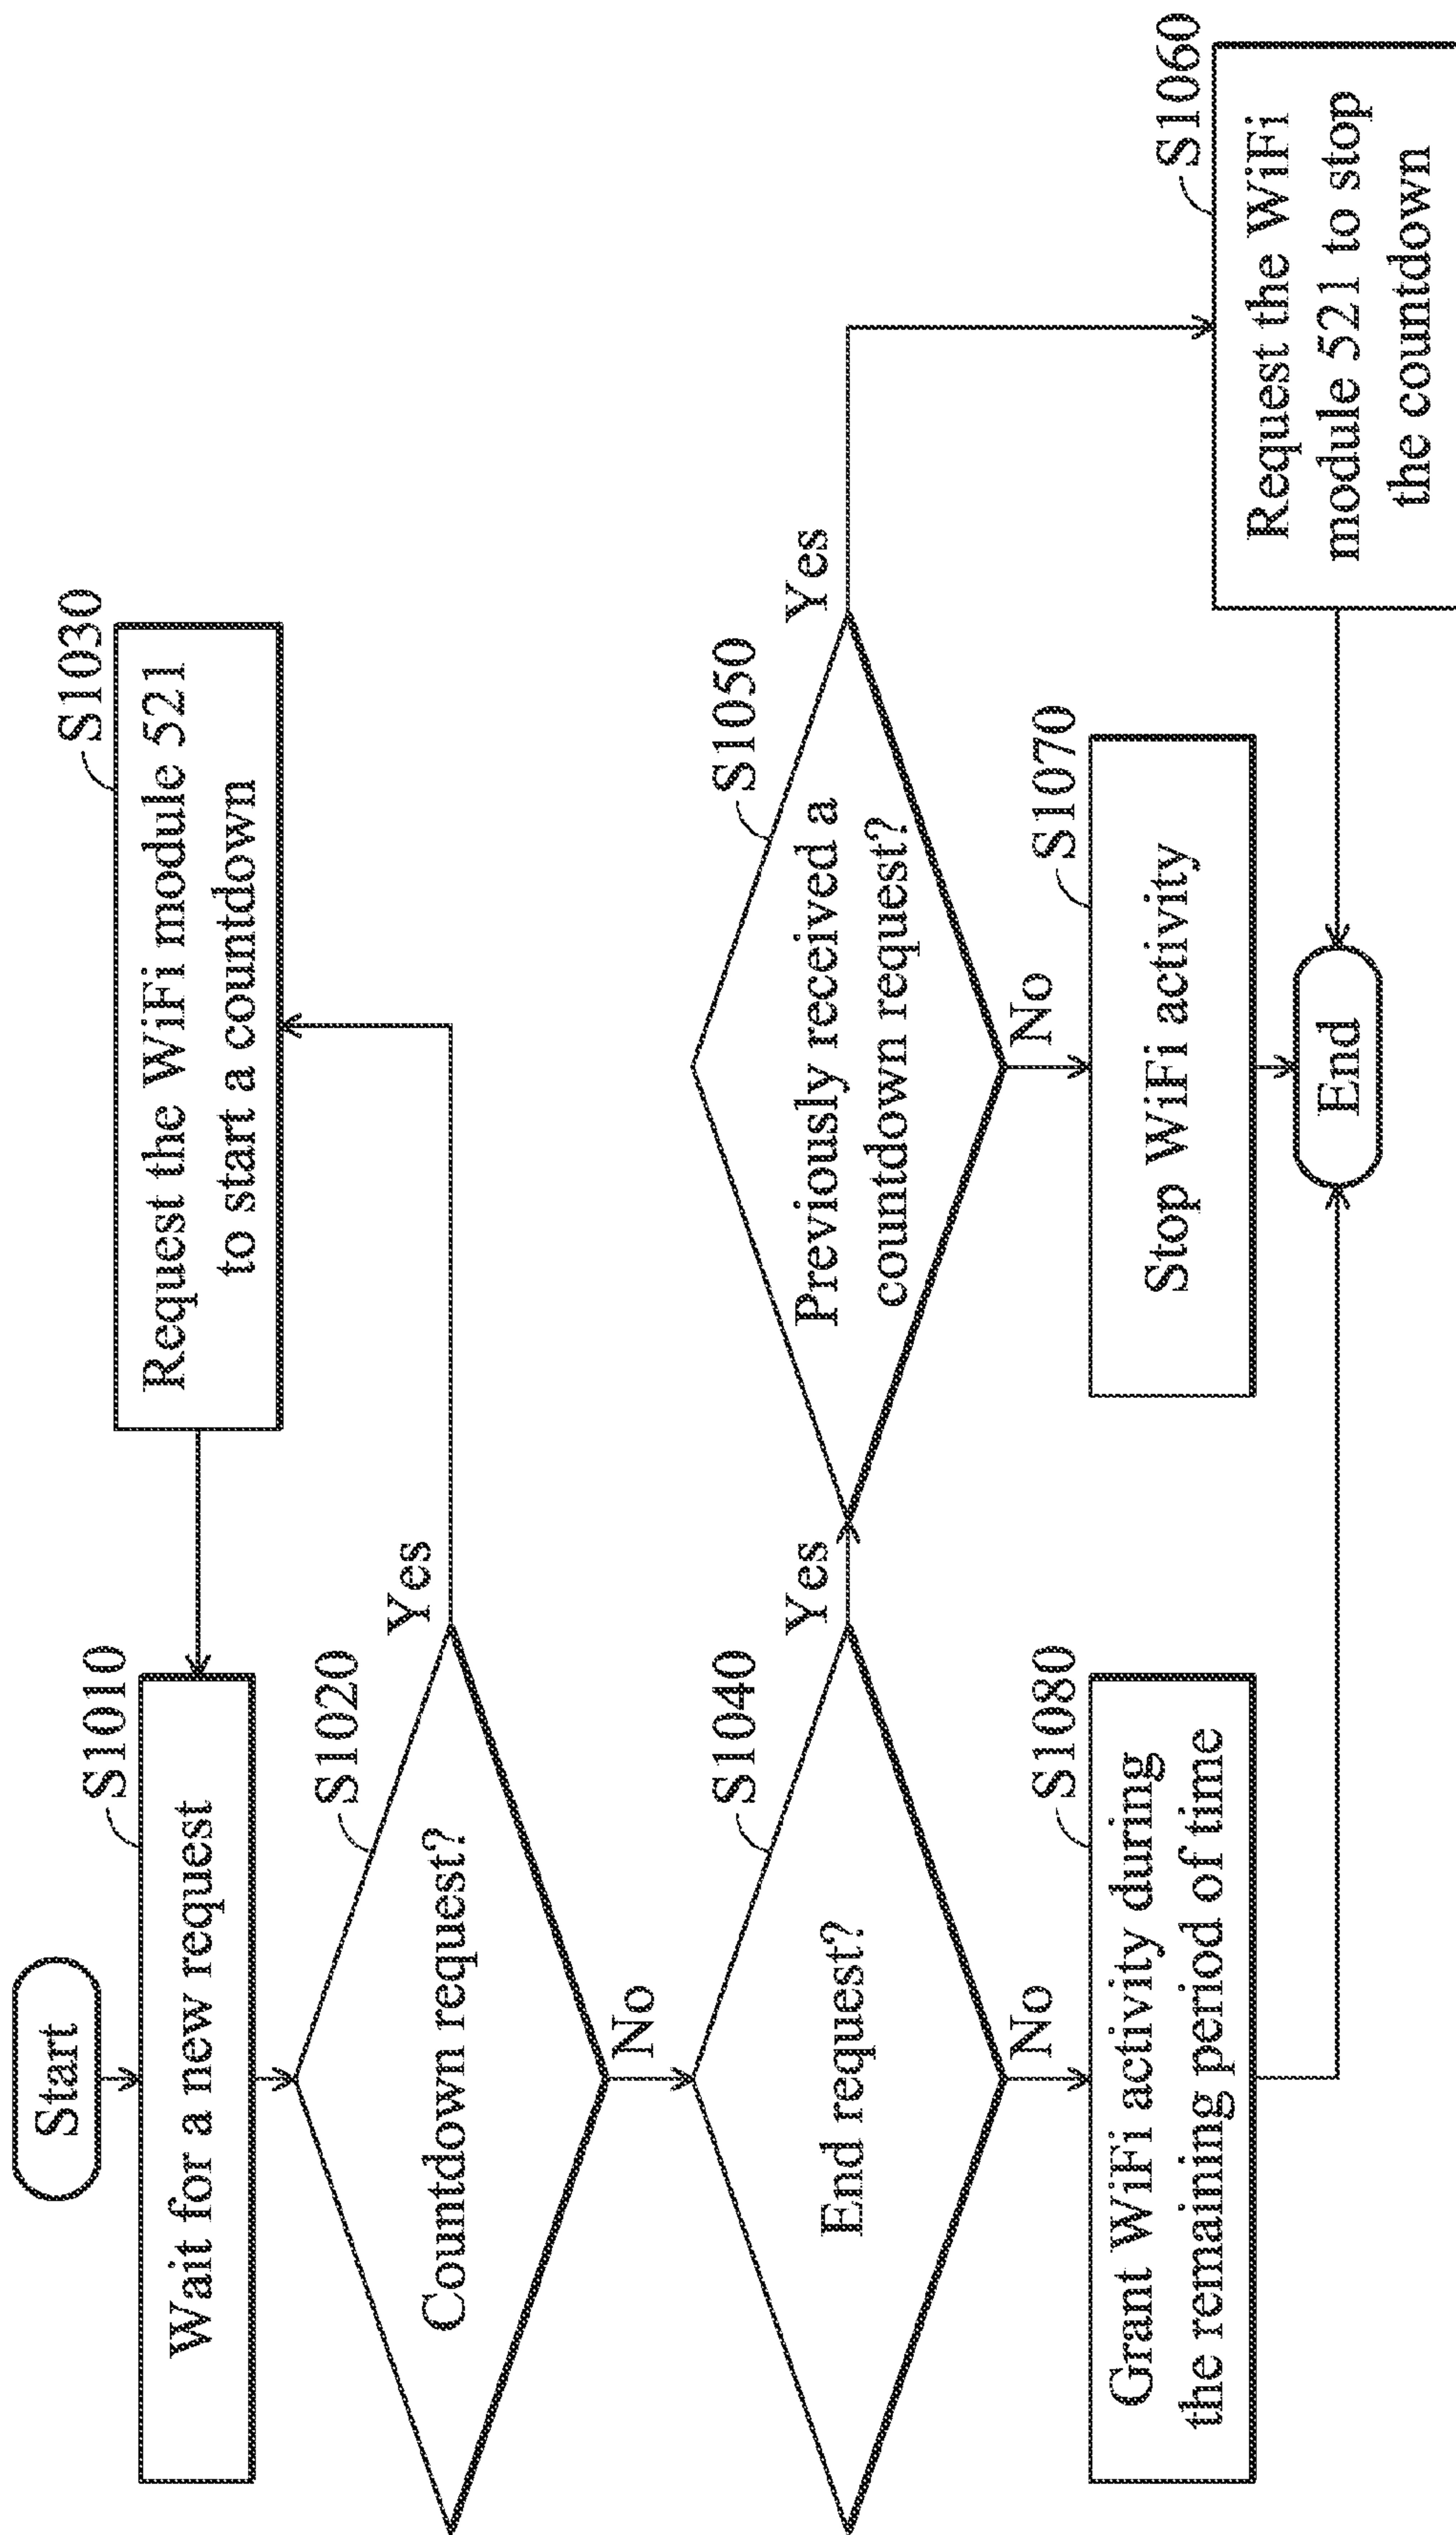 Start
S1010
Wait for a new request
S1020
Countdown request?
Yes
No
S1030
Request the WiFi module 521
to start a countdown
S1040
End request?
Yes
No
S1050
Previously received a
countdown request?
Yes
No
S1060
Request the WiFi
module 521 to stop
the countdown
S1070
Stop WiFi activity
S1080
Grant WiFi activity during
the remaining period of time
End